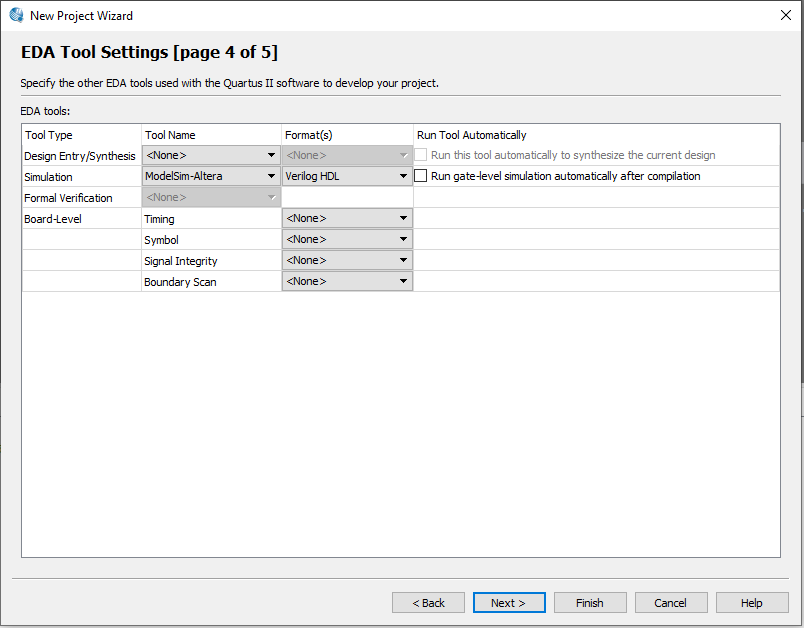 New Project Wizard
EDA Tool Settings [page 4 of 5]
Specify the other EDA tools used with the Quartus II software to develop your project.
EDA tools:
Tool Type Tool Name Format(s) Run Tool Automatically
Design Entry/Synthesis <None> <None> Run this tool automatically to synthesize the current design
Simulation ModelSim-Altera Verilog HDL Run gate-level simulation automatically after compilation
Formal Verification <None>
Board-Level Timing <None>
Symbol <None>
Signal Integrity <None>
Boundary Scan <None>
< Back Next > Finish Cancel Help